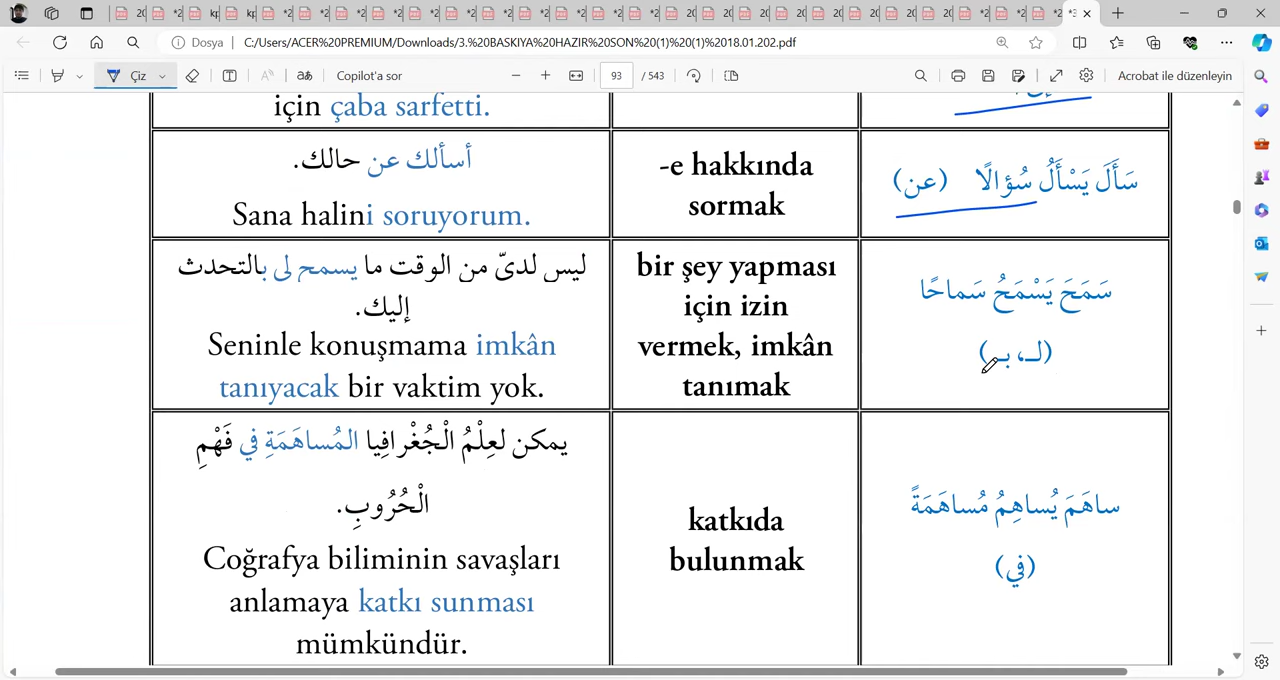 Dosya
C:/Users/ACER%20PREMIUM/Downloads/3.%20BASKIYA%20HAZIR%20SON%20(1)%20(1)%2018.01.202.pdf
Çiz
Copilot'a sor
93 / 543
Acrobat ile düzenleyin
için çaba sarfetti.
سَأَلَ يَسْأَلُ سُؤالًا (عن)
-e hakkında
sormak
أسألك عن حالك.
Sana halini soruyorum.
سَمَحَ يَسْمَحُ سَماحًا
(لـ، بـ)
bir şey yapması
için izin
vermek, imkân
tanımak
ليس لدىّ من الوقت ما يسمح لى بالتحدث
إليك.
Seninle konuşmama imkân
tanıyacak bir vaktim yok.
ساهَمَ يُساهِمُ مُساهَمَةً
(في)
katkıda
bulunmak
يمكن لعِلْمُ الْجُغْرافِيا المُساهَمَةِ في فَهْمِ
الْحُرُوبِ.
Coğrafya biliminin savaşları
anlamaya katkı sunması
mümkündür.